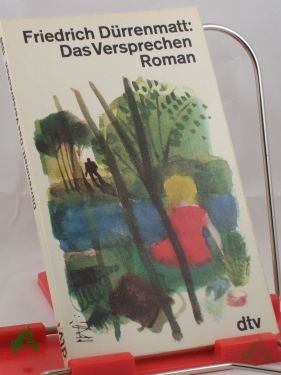 Friedrich Dürrenmatt:
Das Versprechen
Roman
dtv